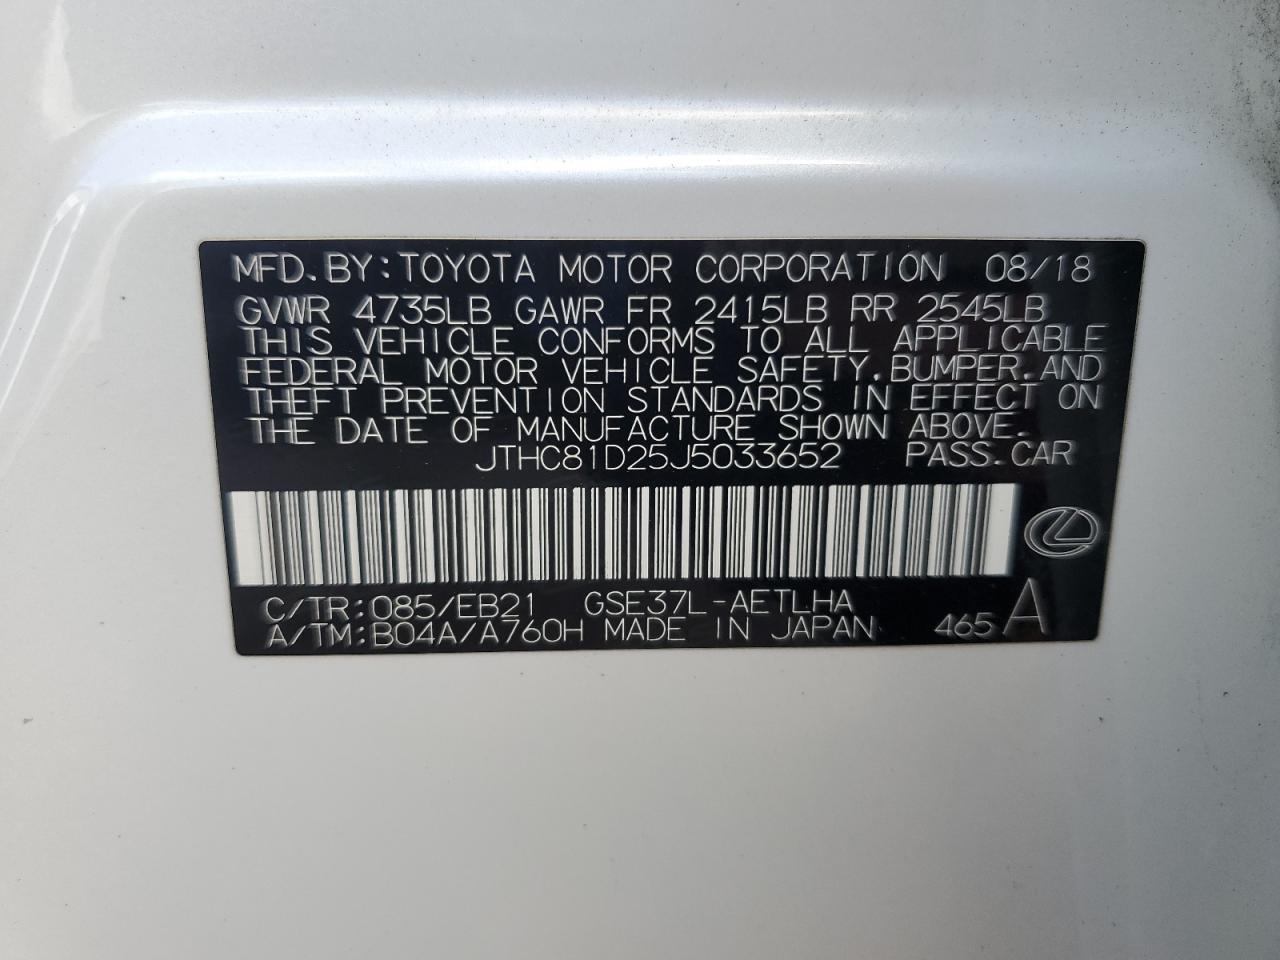 MFD.BY:TOYOTA MOTOR CORPORATION 08/18
GVWR 4735LB GAWR FR 2415LB RR 2545LB
THIS VEHICLE CONFORMS TO ALL APPLICABLE
FEDERAL MOTOR VEHICLE SAFETY,BUMPER,AND
THEFT PREVENTION STANDARDS IN EFFECT ON
THE DATE OF MANUFACTURE SHOWN ABOVE.
JTHC81D25J5033652 PASS.CAR
C/TR:085/EB21 GSE37L-AETLHA
A/TM:B04A/A760H MADE IN JAPAN 465 A